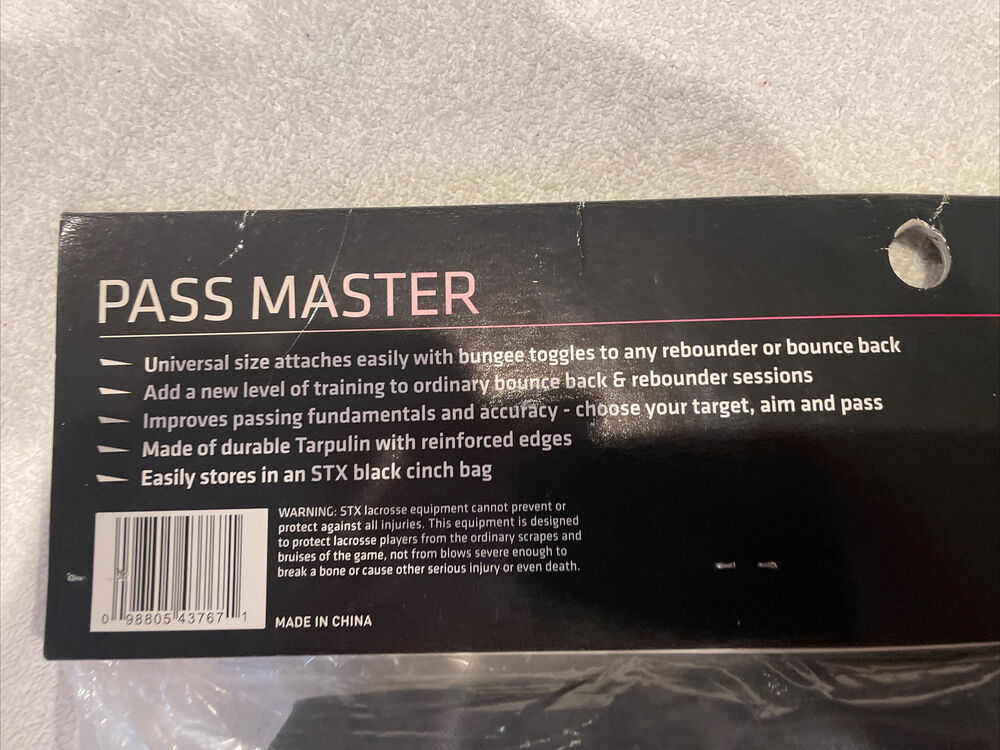 PASS MASTER
Universal size attaches easily with bungee toggles to any rebounder or bounce back
Add a new level of training to ordinary bounce back & rebounder sessions
Improves passing fundamentals and accuracy - choose your target, aim and pass
Made of durable Tarpulin with reinforced edges
Easily stores in an STX black cinch bag
WARNING: STX lacrosse equipment cannot prevent or
protect against all injuries. This equipment is designed
to protect lacrosse players from the ordinary scrapes and
bruises of the game, not from blows severe enough to
break a bone or cause other serious injury or even death.
0 98805 43767 1
MADE IN CHINA